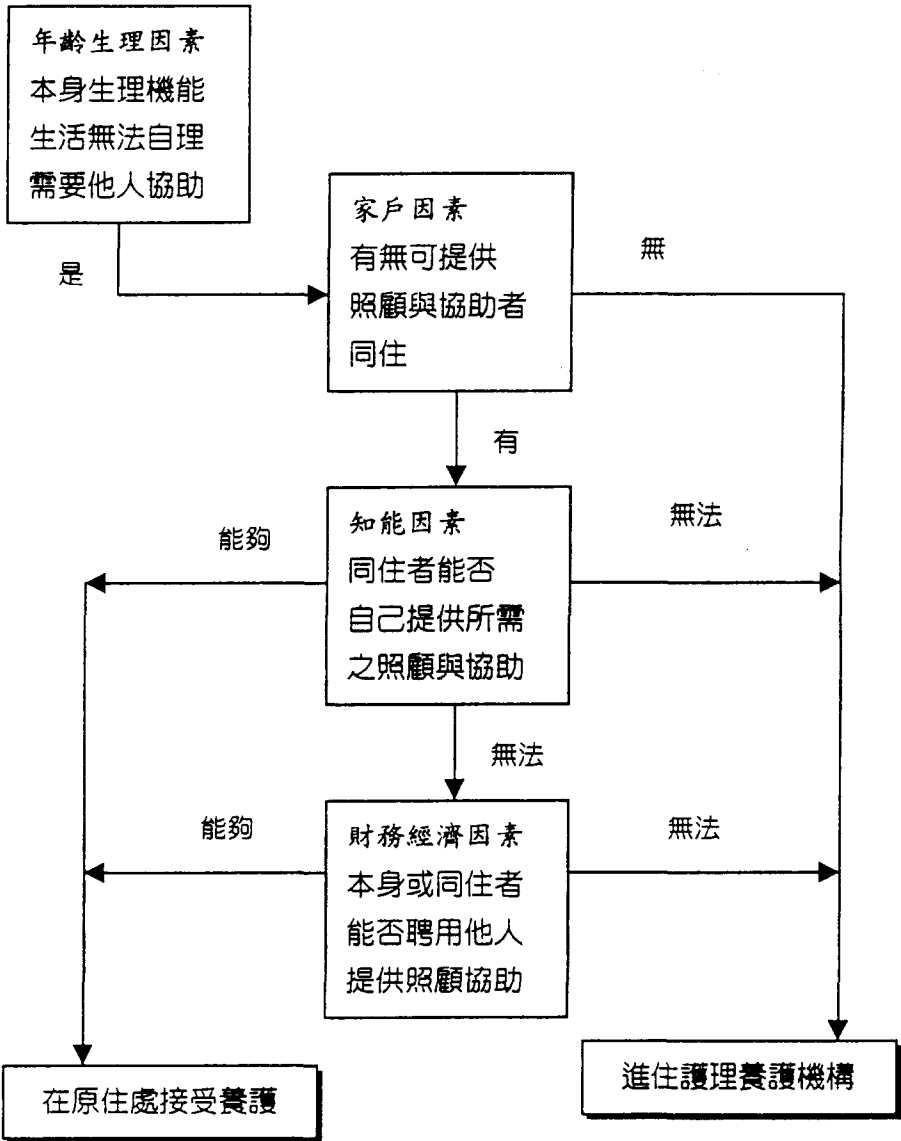 年齡生理因素
本身生理機能
生活無法自理
需要他人協助
是
家戶因素
有無可提供
照顧與協助者
同住
無
有
知能因素
同住者能否
自己提供所需
之照顧與協助
能夠
無法
無法
財務經濟因素
本身或同住者
能否聘用他人
提供照顧協助
能夠
無法
在原住處接受養護
進住護理養護機構